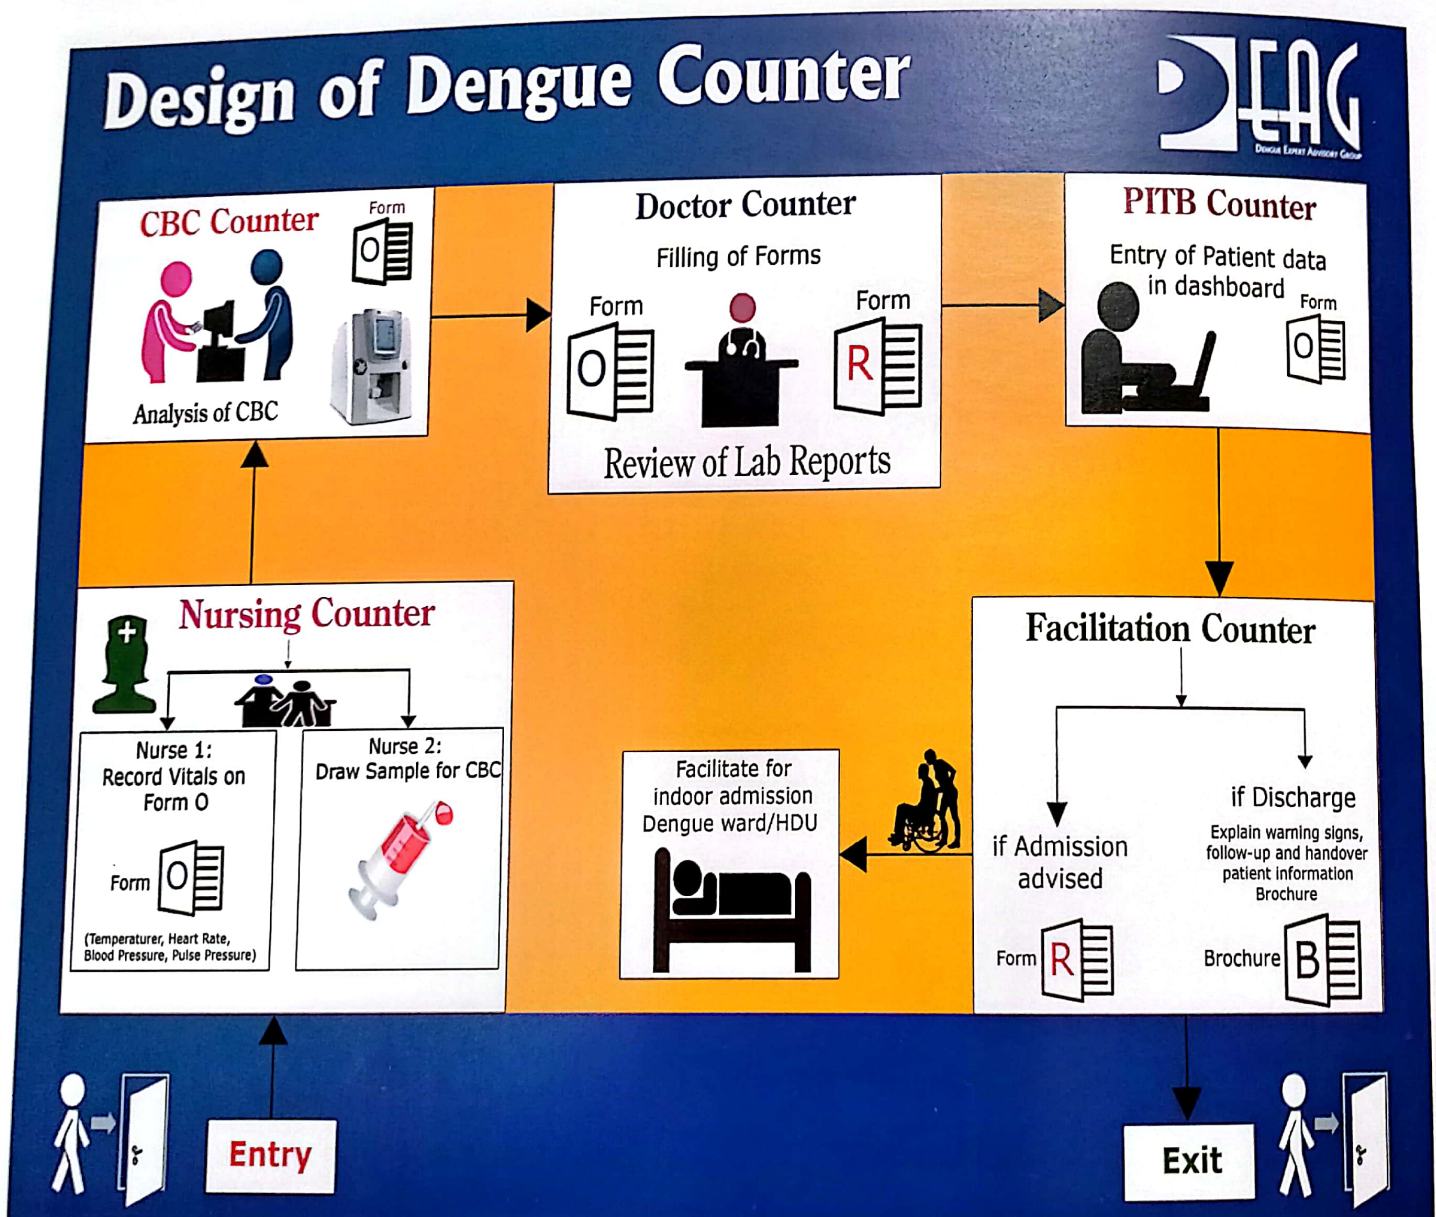 Design of Dengue Counter
DEAG
Dengue Expert Advisory Group
CBC Counter
Form
O
Analysis of CBC
Doctor Counter
Filling of Forms
Form
O
Form
R
Review of Lab Reports
PITB Counter
Entry of Patient data
in dashboard
Form
O
Nursing Counter
Nurse 1:
Record Vitals on
Form O
Form
O
(Temperaturer, Heart Rate,
Blood Pressure, Pulse Pressure)
Nurse 2:
Draw Sample for CBC
Facilitation Counter
if Admission
advised
Form
R
if Discharge
Explain warning signs,
follow-up and handover
patient information
Brochure
Brochure
B
Facilitate for
indoor admission
Dengue ward/HDU
Entry
Exit